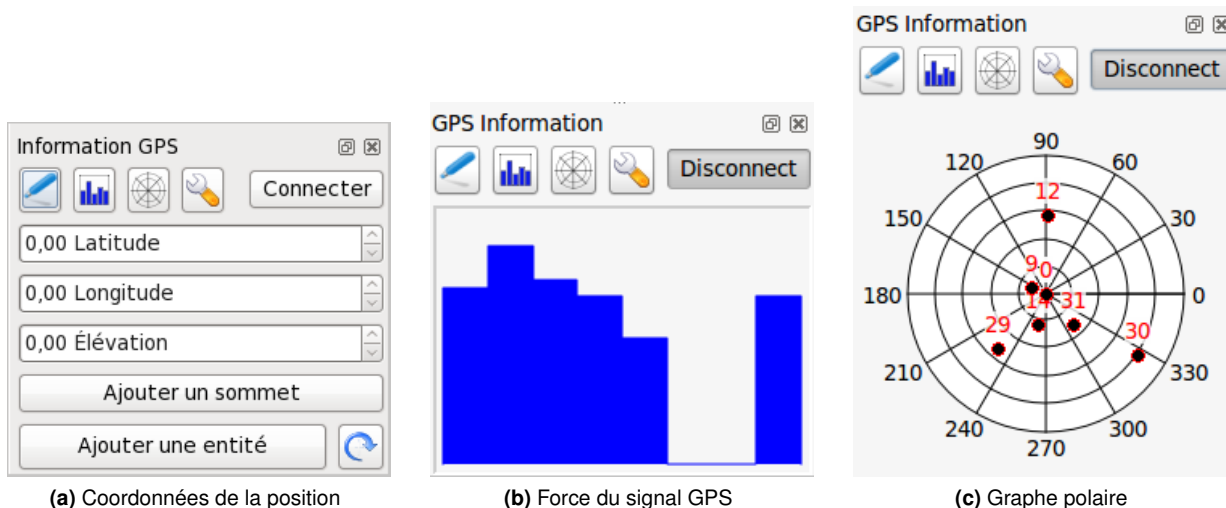 Information GPS
Connecter
0,00 Latitude
0,00 Longitude
0,00 Élévation
Ajouter un sommet
Ajouter une entité
(a) Coordonnées de la position
GPS Information
Disconnect
(b) Force du signal GPS
GPS Information
Disconnect
90
120 60
12
150 30
9 0
180 0
14 31
29 30
210 330
240 300
270
(c) Graphe polaire